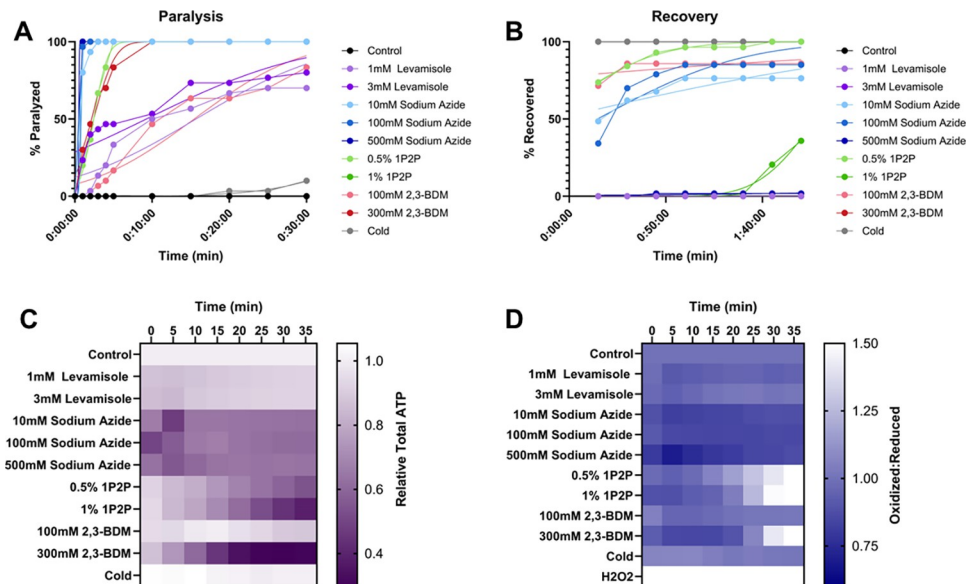 A
Paralysis
% Paralyzed
100
50
0
0:00:00
0:10:00
0:20:00
0:30:00
Time (min)
Control
1mM Levamisole
3mM Levamisole
10mM Sodium Azide
100mM Sodium Azide
500mM Sodium Azide
0.5% 1P2P
1% 1P2P
100mM 2,3-BDM
300mM 2,3-BDM
Cold
B
Recovery
% Recovered
100
50
0
0:00:00
0:50:00
1:40:00
Time (min)
Control
1mM Levamisole
3mM Levamisole
10mM Sodium Azide
100mM Sodium Azide
500mM Sodium Azide
0.5% 1P2P
1% 1P2P
100mM 2,3-BDM
300mM 2,3-BDM
Cold
C
Time (min)
0 5 10 15 20 25 30 35
Control
1mM Levamisole
3mM Levamisole
10mM Sodium Azide
100mM Sodium Azide
500mM Sodium Azide
0.5% 1P2P
1% 1P2P
100mM 2,3-BDM
300mM 2,3-BDM
Cold
1.0
0.8
0.6
0.4
Relative Total ATP
D
Time (min)
0 5 10 15 20 25 30 35
Control
1mM Levamisole
3mM Levamisole
10mM Sodium Azide
100mM Sodium Azide
500mM Sodium Azide
0.5% 1P2P
1% 1P2P
100mM 2,3-BDM
300mM 2,3-BDM
Cold
H2O2
1.50
1.25
1.00
0.75
Oxidized:Reduced